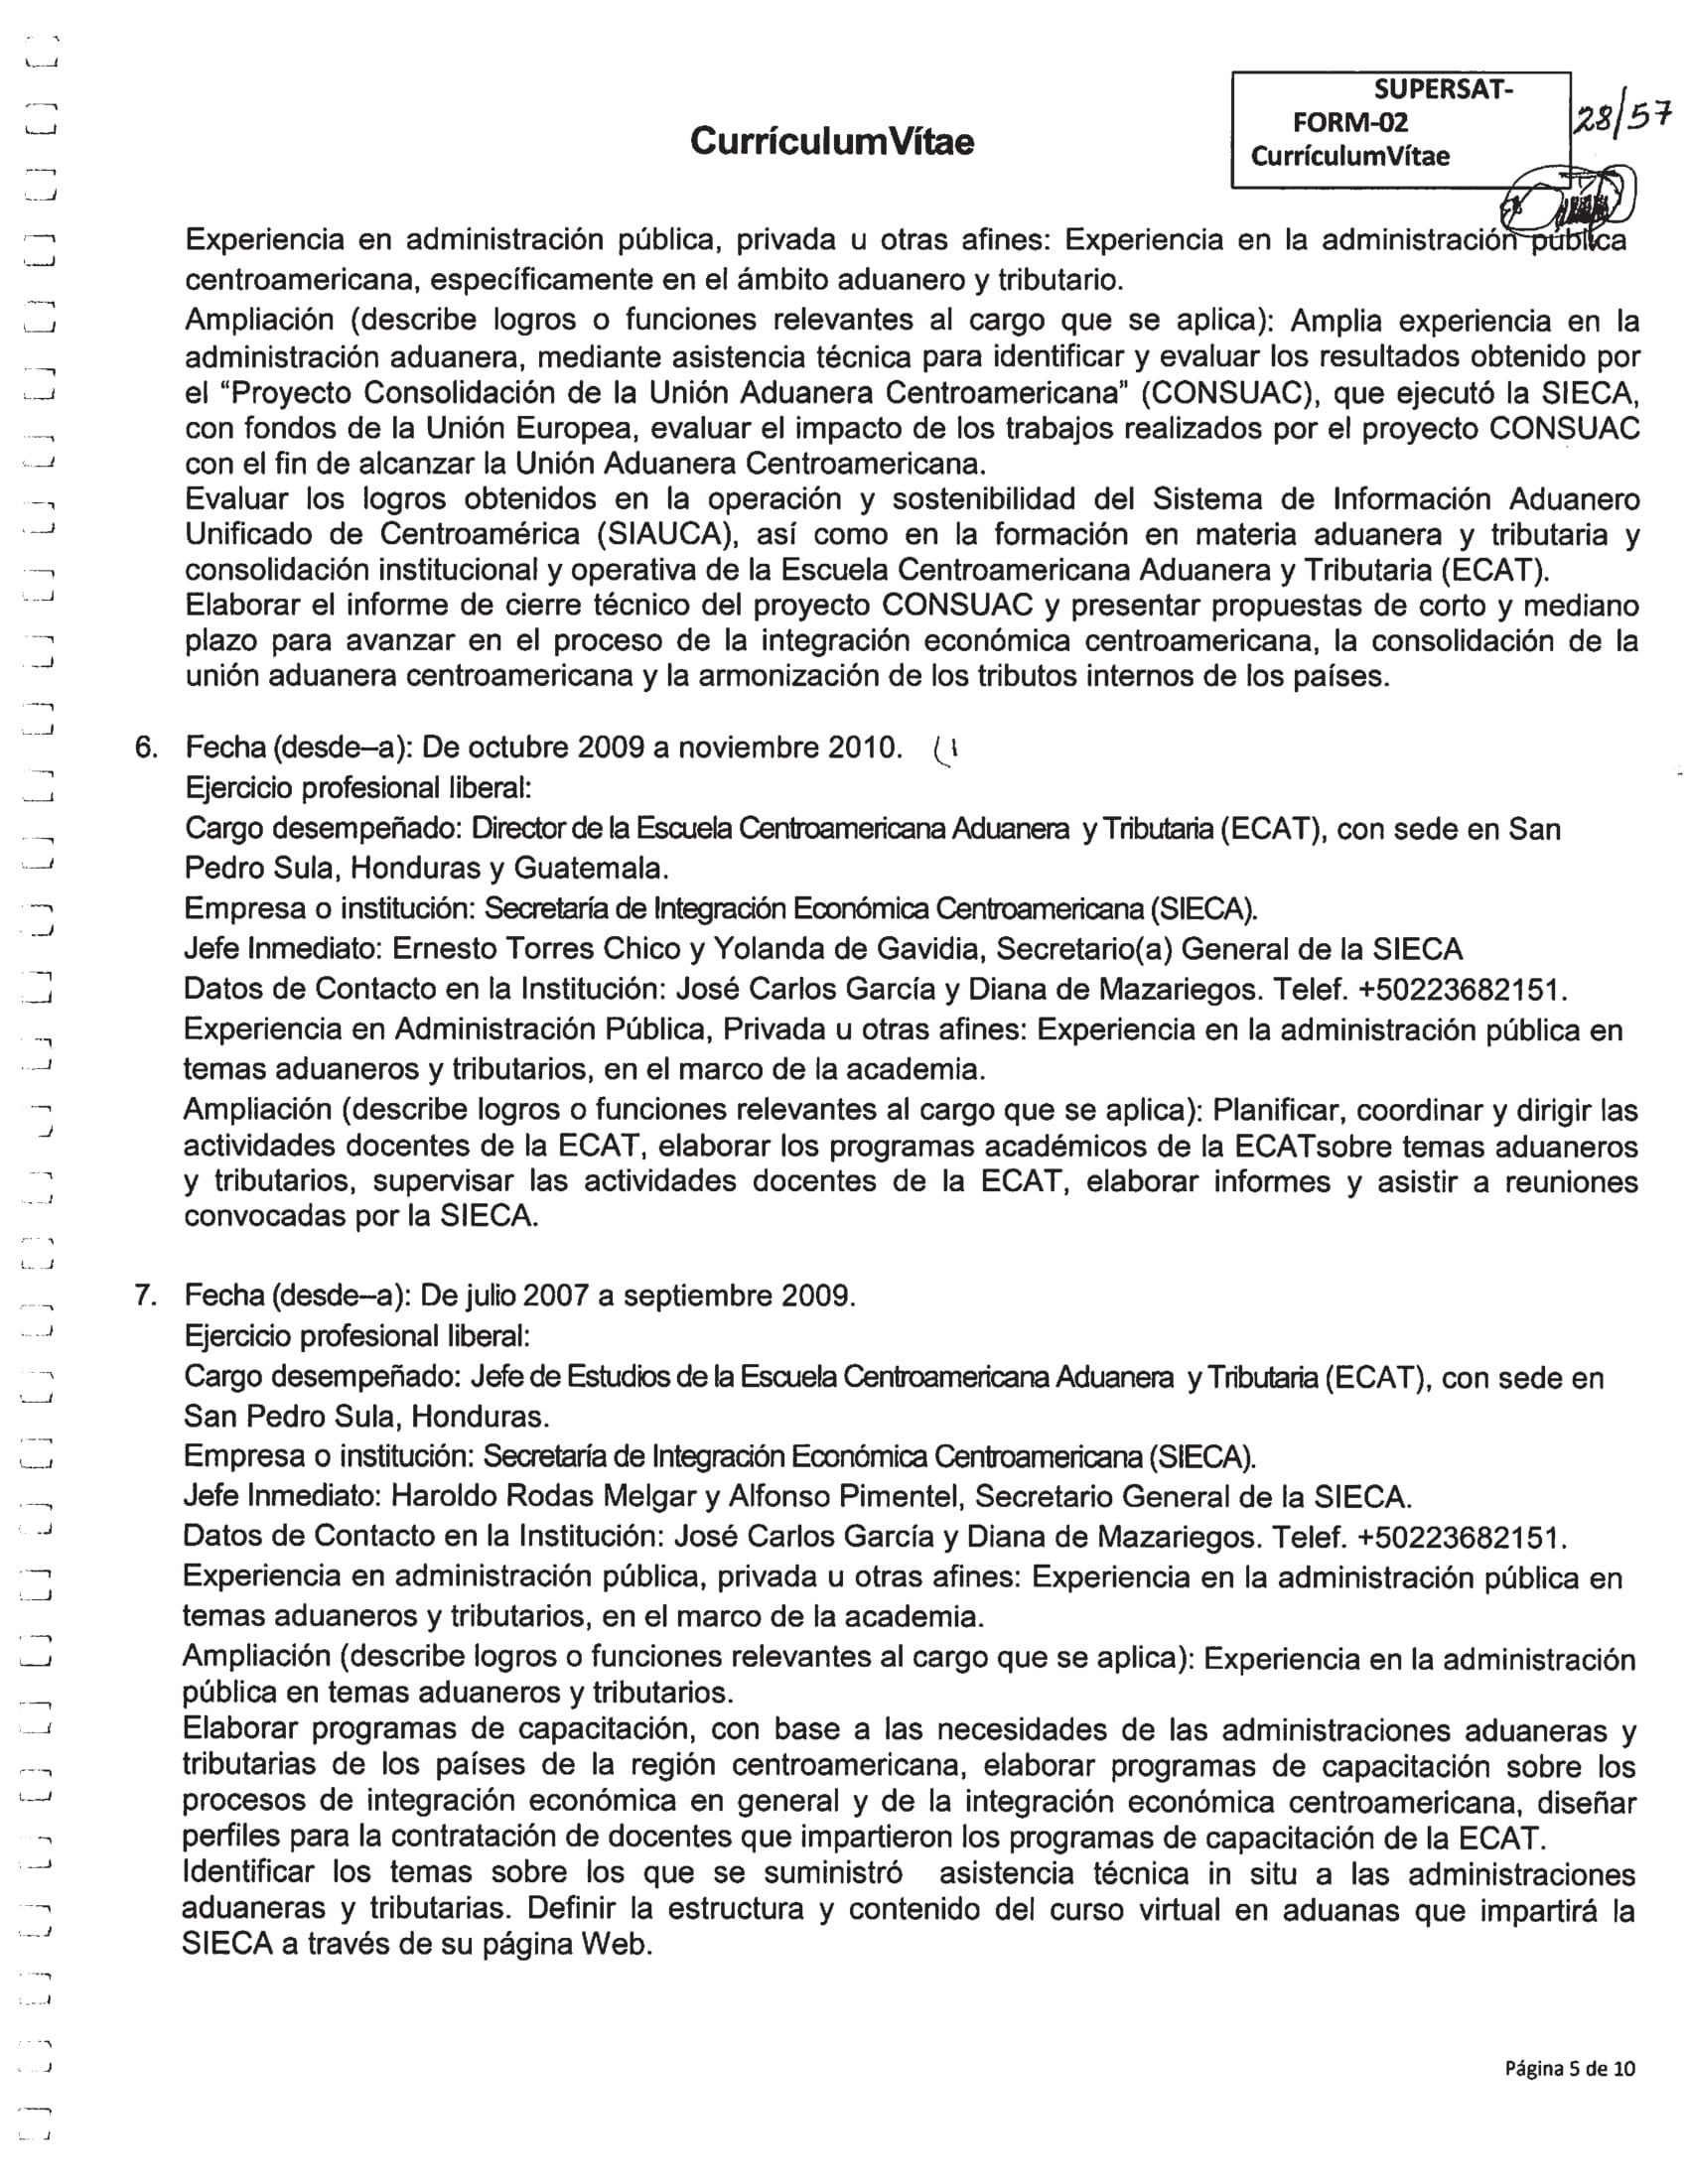 SUPERSAT-
FORM-02
CurrículumVítae
28/57
CurrículumVítae
Experiencia en administración pública, privada u otras afines: Experiencia en la administración pública
centroamericana, específicamente en el ámbito aduanero y tributario.
Ampliación (describe logros o funciones relevantes al cargo que se aplica): Amplia experiencia en la
administración aduanera, mediante asistencia técnica para identificar y evaluar los resultados obtenido por
el “Proyecto Consolidación de la Unión Aduanera Centroamericana” (CONSUAC), que ejecutó la SIECA,
con fondos de la Unión Europea, evaluar el impacto de los trabajos realizados por el proyecto CONSUAC
con el fin de alcanzar la Unión Aduanera Centroamericana.
Evaluar los logros obtenidos en la operación y sostenibilidad del Sistema de Información Aduanero
Unificado de Centroamérica (SIAUCA), así como en la formación en materia aduanera y tributaria y
consolidación institucional y operativa de la Escuela Centroamericana Aduanera y Tributaria (ECAT).
Elaborar el informe de cierre técnico del proyecto CONSUAC y presentar propuestas de corto y mediano
plazo para avanzar en el proceso de la integración económica centroamericana, la consolidación de la
unión aduanera centroamericana y la armonización de los tributos internos de los países.
6. Fecha (desde–a): De octubre 2009 a noviembre 2010.
Ejercicio profesional liberal:
Cargo desempeñado: Director de la Escuela Centroamericana Aduanera y Tributaria (ECAT), con sede en San
Pedro Sula, Honduras y Guatemala.
Empresa o institución: Secretaría de Integración Económica Centroamericana (SIECA).
Jefe Inmediato: Ernesto Torres Chico y Yolanda de Gavidia, Secretario(a) General de la SIECA
Datos de Contacto en la Institución: José Carlos García y Diana de Mazariegos. Telef. +50223682151.
Experiencia en Administración Pública, Privada u otras afines: Experiencia en la administración pública en
temas aduaneros y tributarios, en el marco de la academia.
Ampliación (describe logros o funciones relevantes al cargo que se aplica): Planificar, coordinar y dirigir las
actividades docentes de la ECAT, elaborar los programas académicos de la ECATsobre temas aduaneros
y tributarios, supervisar las actividades docentes de la ECAT, elaborar informes y asistir a reuniones
convocadas por la SIECA.
7. Fecha (desde–a): De julio 2007 a septiembre 2009.
Ejercicio profesional liberal:
Cargo desempeñado: Jefe de Estudios de la Escuela Centroamericana Aduanera y Tributaria (ECAT), con sede en
San Pedro Sula, Honduras.
Empresa o institución: Secretaría de Integración Económica Centroamericana (SIECA).
Jefe Inmediato: Haroldo Rodas Melgar y Alfonso Pimentel, Secretario General de la SIECA.
Datos de Contacto en la Institución: José Carlos García y Diana de Mazariegos. Telef. +50223682151.
Experiencia en administración pública, privada u otras afines: Experiencia en la administración pública en
temas aduaneros y tributarios, en el marco de la academia.
Ampliación (describe logros o funciones relevantes al cargo que se aplica): Experiencia en la administración
pública en temas aduaneros y tributarios.
Elaborar programas de capacitación, con base a las necesidades de las administraciones aduaneras y
tributarias de los países de la región centroamericana, elaborar programas de capacitación sobre los
procesos de integración económica en general y de la integración económica centroamericana, diseñar
perfiles para la contratación de docentes que impartieron los programas de capacitación de la ECAT.
Identificar los temas sobre los que se suministró asistencia técnica in situ a las administraciones
aduaneras y tributarias. Definir la estructura y contenido del curso virtual en aduanas que impartirá la
SIECA a través de su página Web.
Página 5 de 10